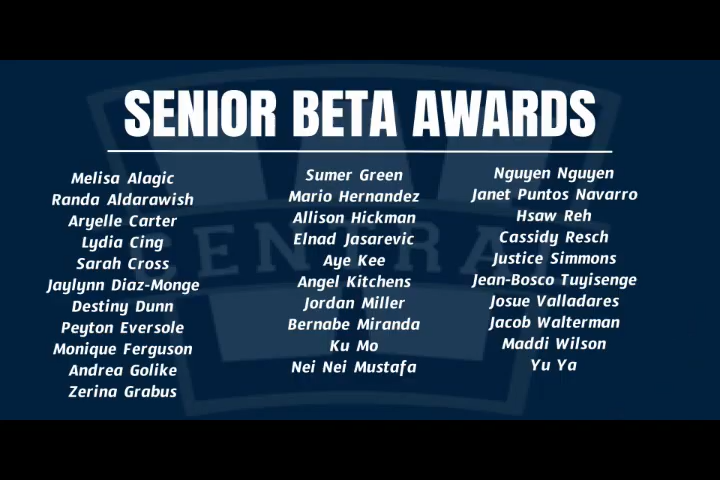 SENIOR BETA AWARDS
Melisa Alagic
Randa Aldarawish
Aryelle Carter
Lydia Cing
Sarah Cross
Jaylynn Diaz-Monge
Destiny Dunn
Peyton Eversole
Monique Ferguson
Andrea Golike
Zerina Grabus
Sumer Green
Mario Hernandez
Allison Hickman
Elnad Jasarevic
Aye Kee
Angel Kitchens
Jordan Miller
Bernabe Miranda
Ku Mo
Nei Nei Mustafa
Nguyen Nguyen
Janet Puntos Navarro
Hsaw Reh
Cassidy Resch
Justice Simmons
Jean-Bosco Tuyisenge
Josue Valladares
Jacob Walterman
Maddi Wilson
Yu Ya
CENTRAL